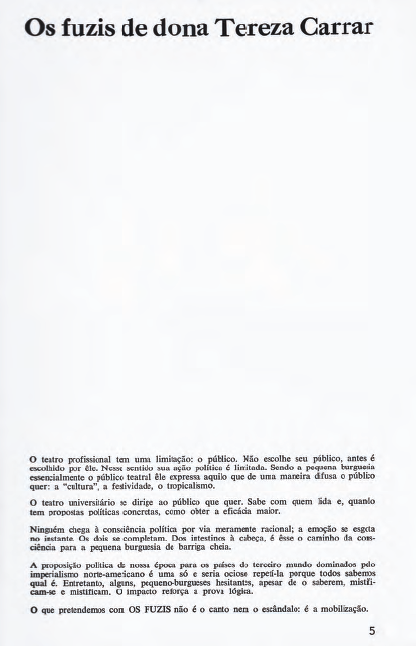 Os fuzis de dona Tereza Carrar
O teatro profissional tem uma limitação: o público. Não escolhe seu público, antes é
escolhido por êle. Nesse sentido sua ação política é limitada. Sendo a pequena burguesia
essencialmente o público teatral êle expressa aquilo que de uma maneira difusa o público
quer: a “cultura”, a festividade, o tropicalismo.
O teatro universitário se dirige ao público que quer. Sabe com quem lida e, quanto
tem propostas políticas concretas, como obter a eficácia maior.
Ninguém chega à consciência política por via meramente racional; a emoção se esgota
no instante. Os dois se completam. Dos intestinos à cabeça, é êsse o caminho da cons-
ciência para a pequena burguesia de barriga cheia.
A proposição política de nossa época para os países do terceiro mundo dominados pelo
imperialismo norte-americano é uma só e seria ociose repetí-la porque todos sabemos
qual é. Entretanto, alguns, pequeno-burgueses hesitantes, apesar de o saberem, mistifi-
cam-se e mistificam. O impacto reforça a prova lógica.
O que pretendemos com OS FUZIS não é o canto nem o escândalo: é a mobilização.
5